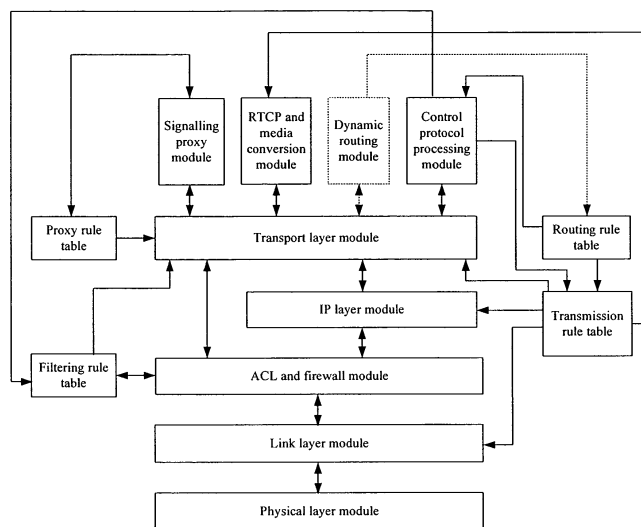 Signalling
proxy
module
RTCP and
media
conversion
module
Dynamic
routing
module
Control
protocol
processing
module
Proxy rule
table
Transport layer module
Routing rule
table
IP layer module
Transmission
rule table
Filtering rule
table
ACL and firewall module
Link layer module
Physical layer module